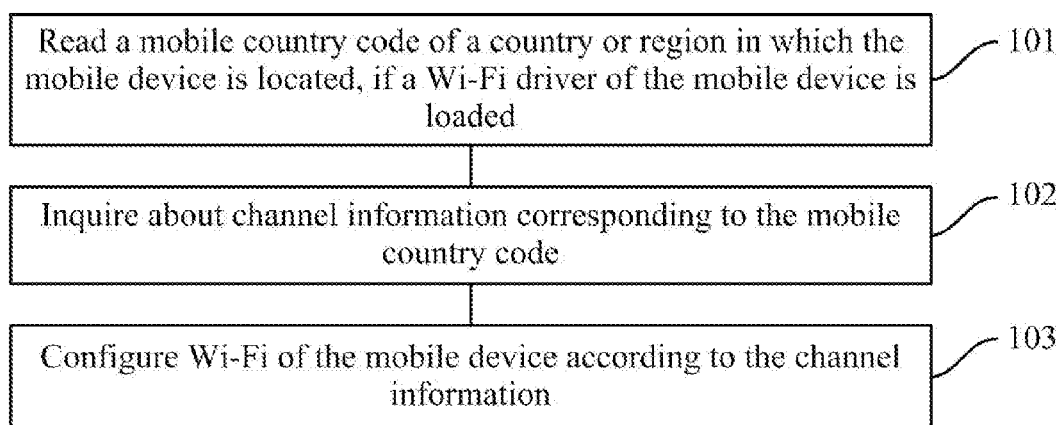 Read a mobile country code of a country or region in which the
mobile device is located, if a Wi-Fi driver of the mobile device is
loaded
101
Inquire about channel information corresponding to the mobile
country code
102
Configure Wi-Fi of the mobile device according to the channel
information
103